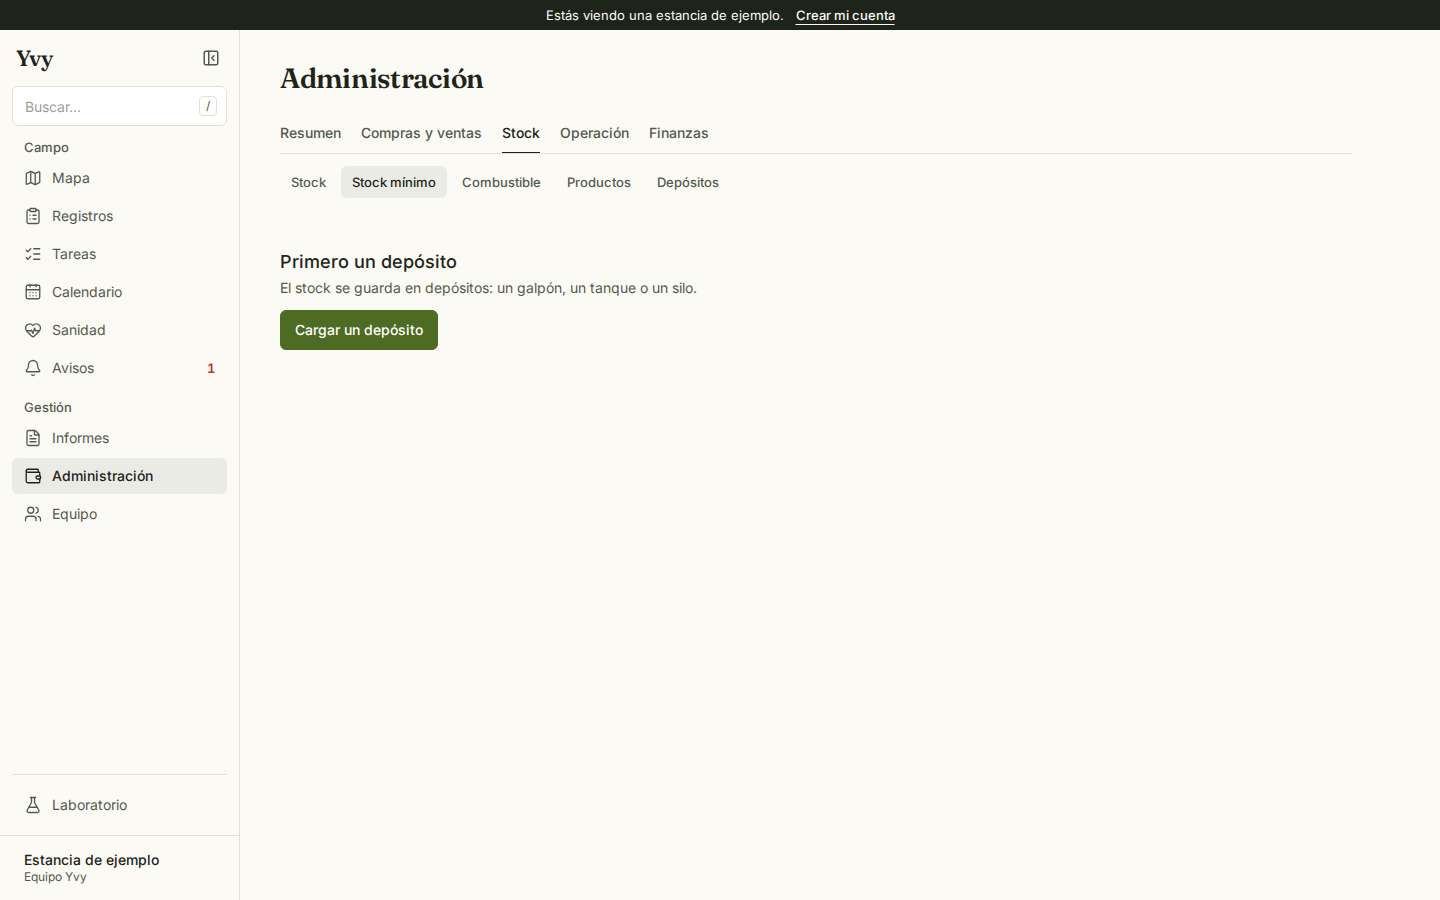 Estás viendo una estancia de ejemplo. Crear mi cuenta
Yvy
Buscar... /
Campo
Mapa
Registros
Tareas
Calendario
Sanidad
Avisos 1
Gestión
Informes
Administración
Equipo
Laboratorio
Estancia de ejemplo
Equipo Yvy
Administración
Resumen Compras y ventas Stock Operación Finanzas
Stock Stock mínimo Combustible Productos Depósitos
Primero un depósito
El stock se guarda en depósitos: un galpón, un tanque o un silo.
Cargar un depósito